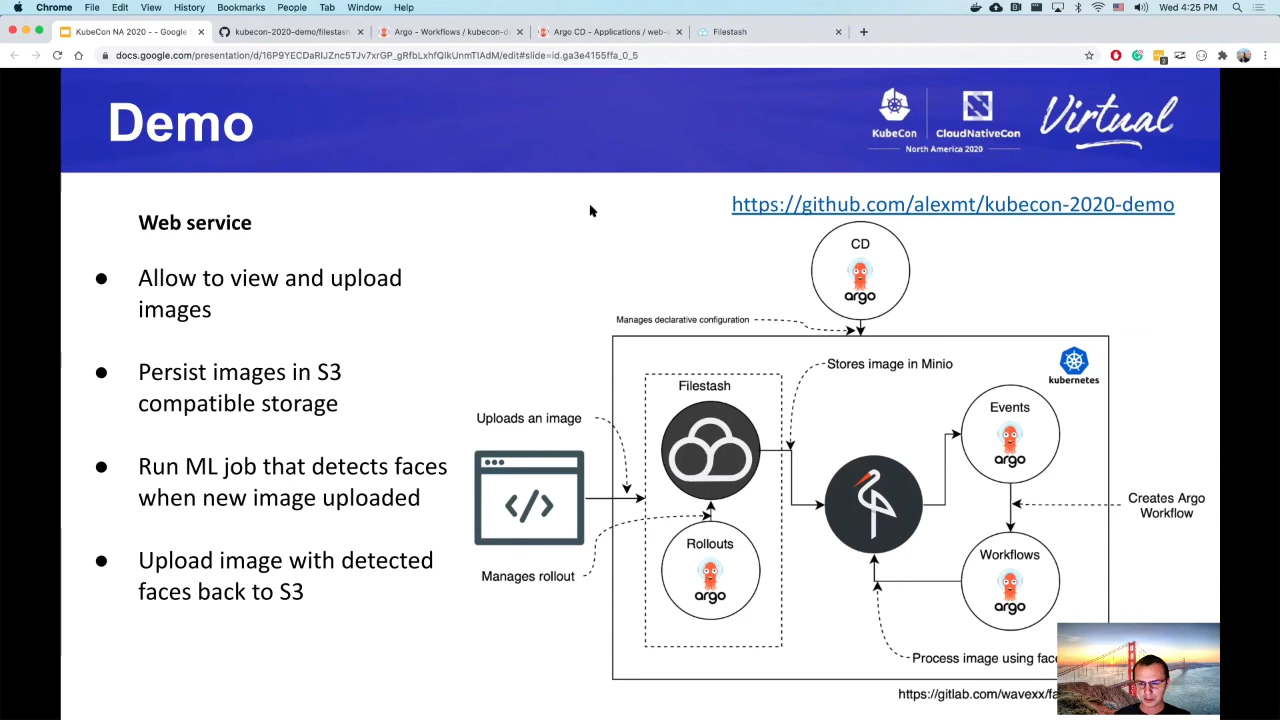 Chrome File Edit View History Bookmarks People Tab Window Help
Wed 4:25 PM
KubeCon NA 2020 - - Google
kubecon-2020-demo/filestash
Argo - Workflows / kubecon-d
Argo CD - Applications / web-s
Filestash
docs.google.com/presentation/d/16P9YECDaRIJZnc5TJv7xrGP_gRfbLxhfQlkUnmTIAdM/edit#slide=id.ga3e4155ffa_0_5
Demo
KubeCon
CloudNativeCon
North America 2020
Virtual
Web service
https://github.com/alexmt/kubecon-2020-demo
● Allow to view and upload
images
● Persist images in S3
compatible storage
● Run ML job that detects faces
when new image uploaded
● Upload image with detected
faces back to S3
CD
argo
Manages declarative configuration
kubernetes
Stores image in Minio
Filestash
Uploads an image
Events
argo
Creates Argo
Workflow
Rollouts
argo
Manages rollout
Workflows
argo
Process image using face
https://gitlab.com/wavexx/fa